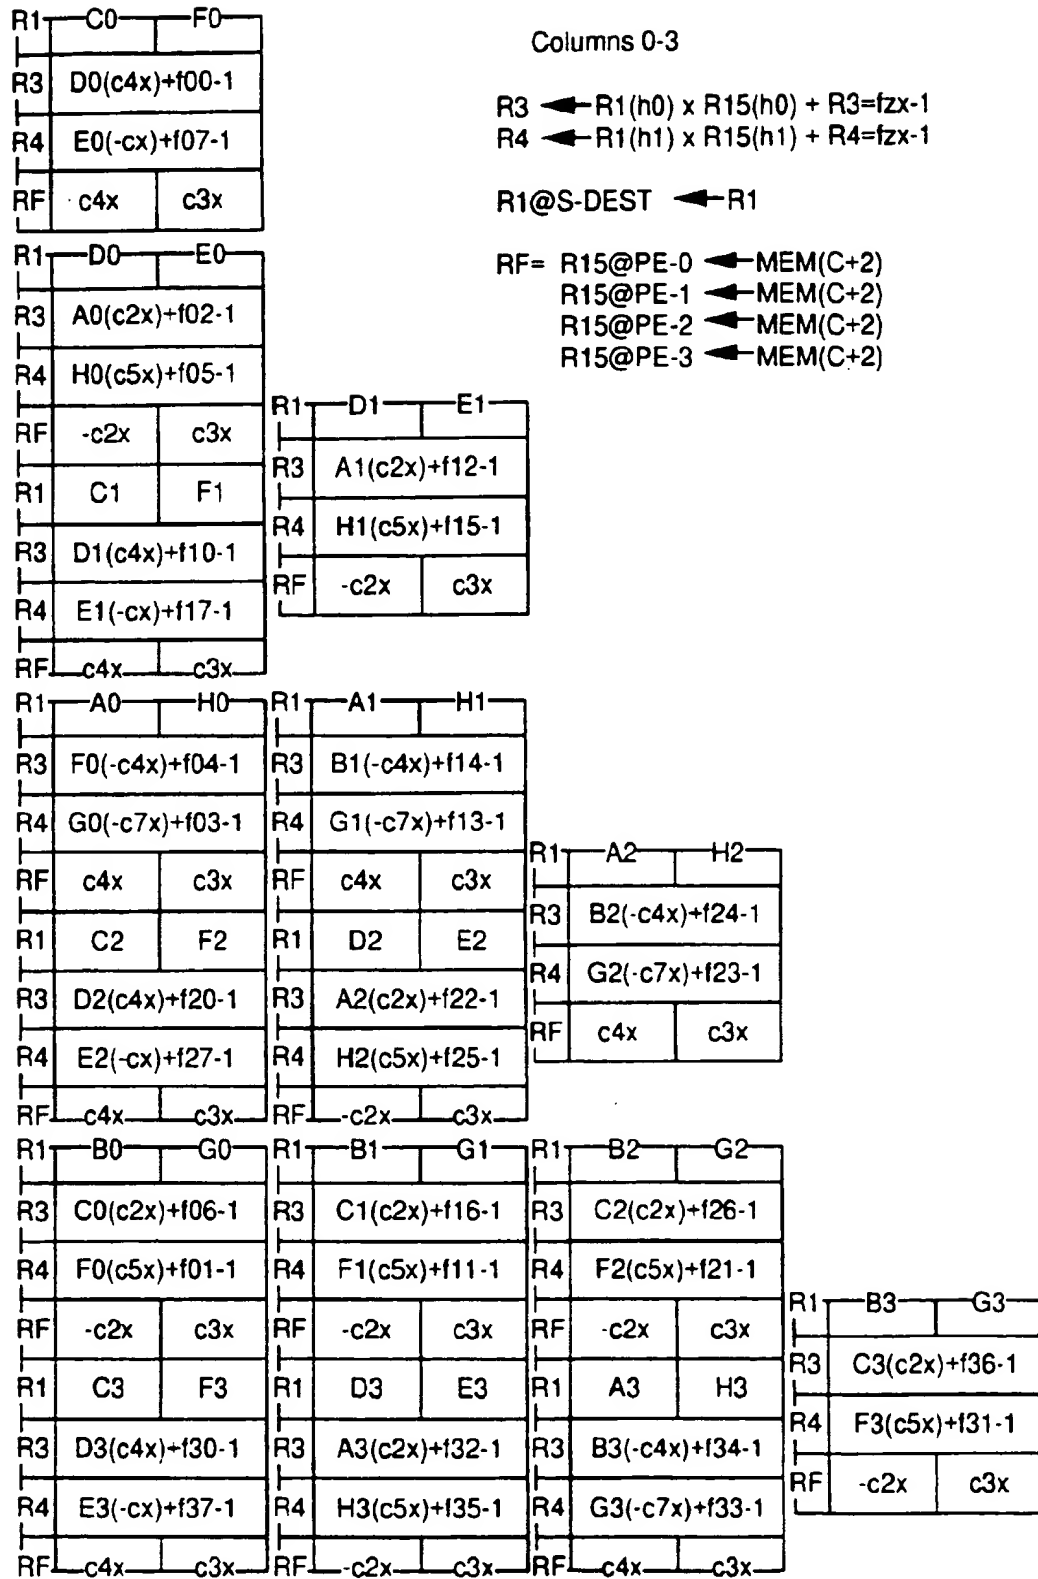 Columns 0-3
R3 ← R1(h0) x R15(h0) + R3=fzx-1
R4 ← R1(h1) x R15(h1) + R4=fzx-1
R1@S-DEST ← R1
RF= R15@PE-0 ← MEM(C+2)
R15@PE-1 ← MEM(C+2)
R15@PE-2 ← MEM(C+2)
R15@PE-3 ← MEM(C+2)
R1 C0 F0
R3 D0(c4x)+f00-1
R4 E0(-cx)+f07-1
RF c4x c3x
R1 D0 E0
R3 A0(c2x)+f02-1
R4 H0(c5x)+f05-1
RF -c2x c3x
R1 C1 F1
R3 D1(c4x)+f10-1
R4 E1(-cx)+f17-1
RF c4x c3x
R1 D1 E1
R3 A1(c2x)+f12-1
R4 H1(c5x)+f15-1
RF -c2x c3x
R1 A0 H0
R3 F0(-c4x)+f04-1
R4 G0(-c7x)+f03-1
RF c4x c3x
R1 C2 F2
R3 D2(c4x)+f20-1
R4 E2(-cx)+f27-1
RF c4x c3x
R1 A1 H1
R3 B1(-c4x)+f14-1
R4 G1(-c7x)+f13-1
RF c4x c3x
R1 D2 E2
R3 A2(c2x)+f22-1
R4 H2(c5x)+f25-1
RF -c2x c3x
R1 A2 H2
R3 B2(-c4x)+f24-1
R4 G2(-c7x)+f23-1
RF c4x c3x
R1 B0 G0
R3 C0(c2x)+f06-1
R4 F0(c5x)+f01-1
RF -c2x c3x
R1 C3 F3
R3 D3(c4x)+f30-1
R4 E3(-cx)+f37-1
RF c4x c3x
R1 B1 G1
R3 C1(c2x)+f16-1
R4 F1(c5x)+f11-1
RF -c2x c3x
R1 D3 E3
R3 A3(c2x)+f32-1
R4 H3(c5x)+f35-1
RF -c2x c3x
R1 B2 G2
R3 C2(c2x)+f26-1
R4 F2(c5x)+f21-1
RF -c2x c3x
R1 A3 H3
R3 B3(-c4x)+f34-1
R4 G3(-c7x)+f33-1
RF c4x c3x
R1 B3 G3
R3 C3(c2x)+f36-1
R4 F3(c5x)+f31-1
RF -c2x c3x